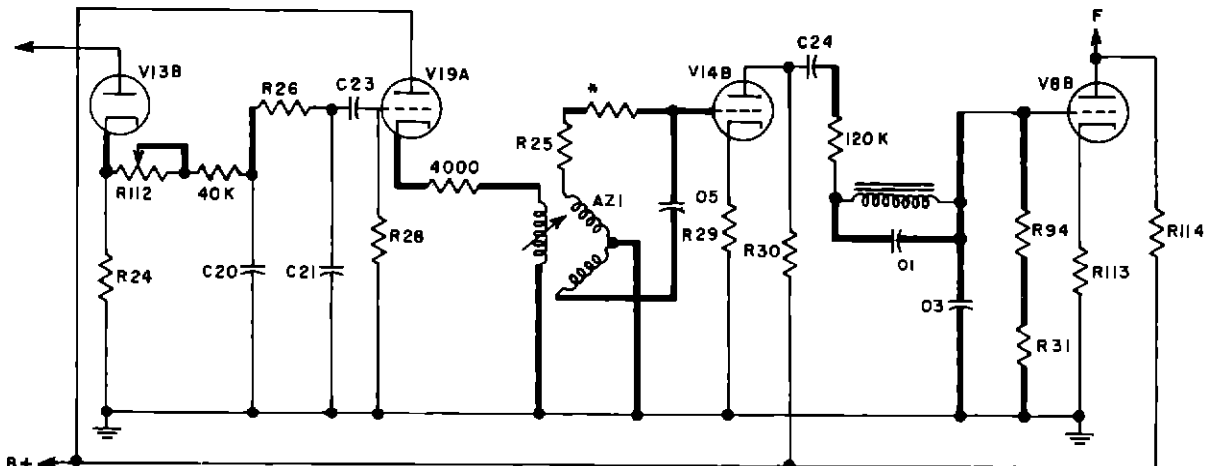 F
C24
V13B
V19A
V14B
V8B
C23
R26
*
R25
120K
4000
R112
40K
AZ1
05
R29
R30
R94
R114
R28
01
R24
C20
C21
R113
03
R31
B+